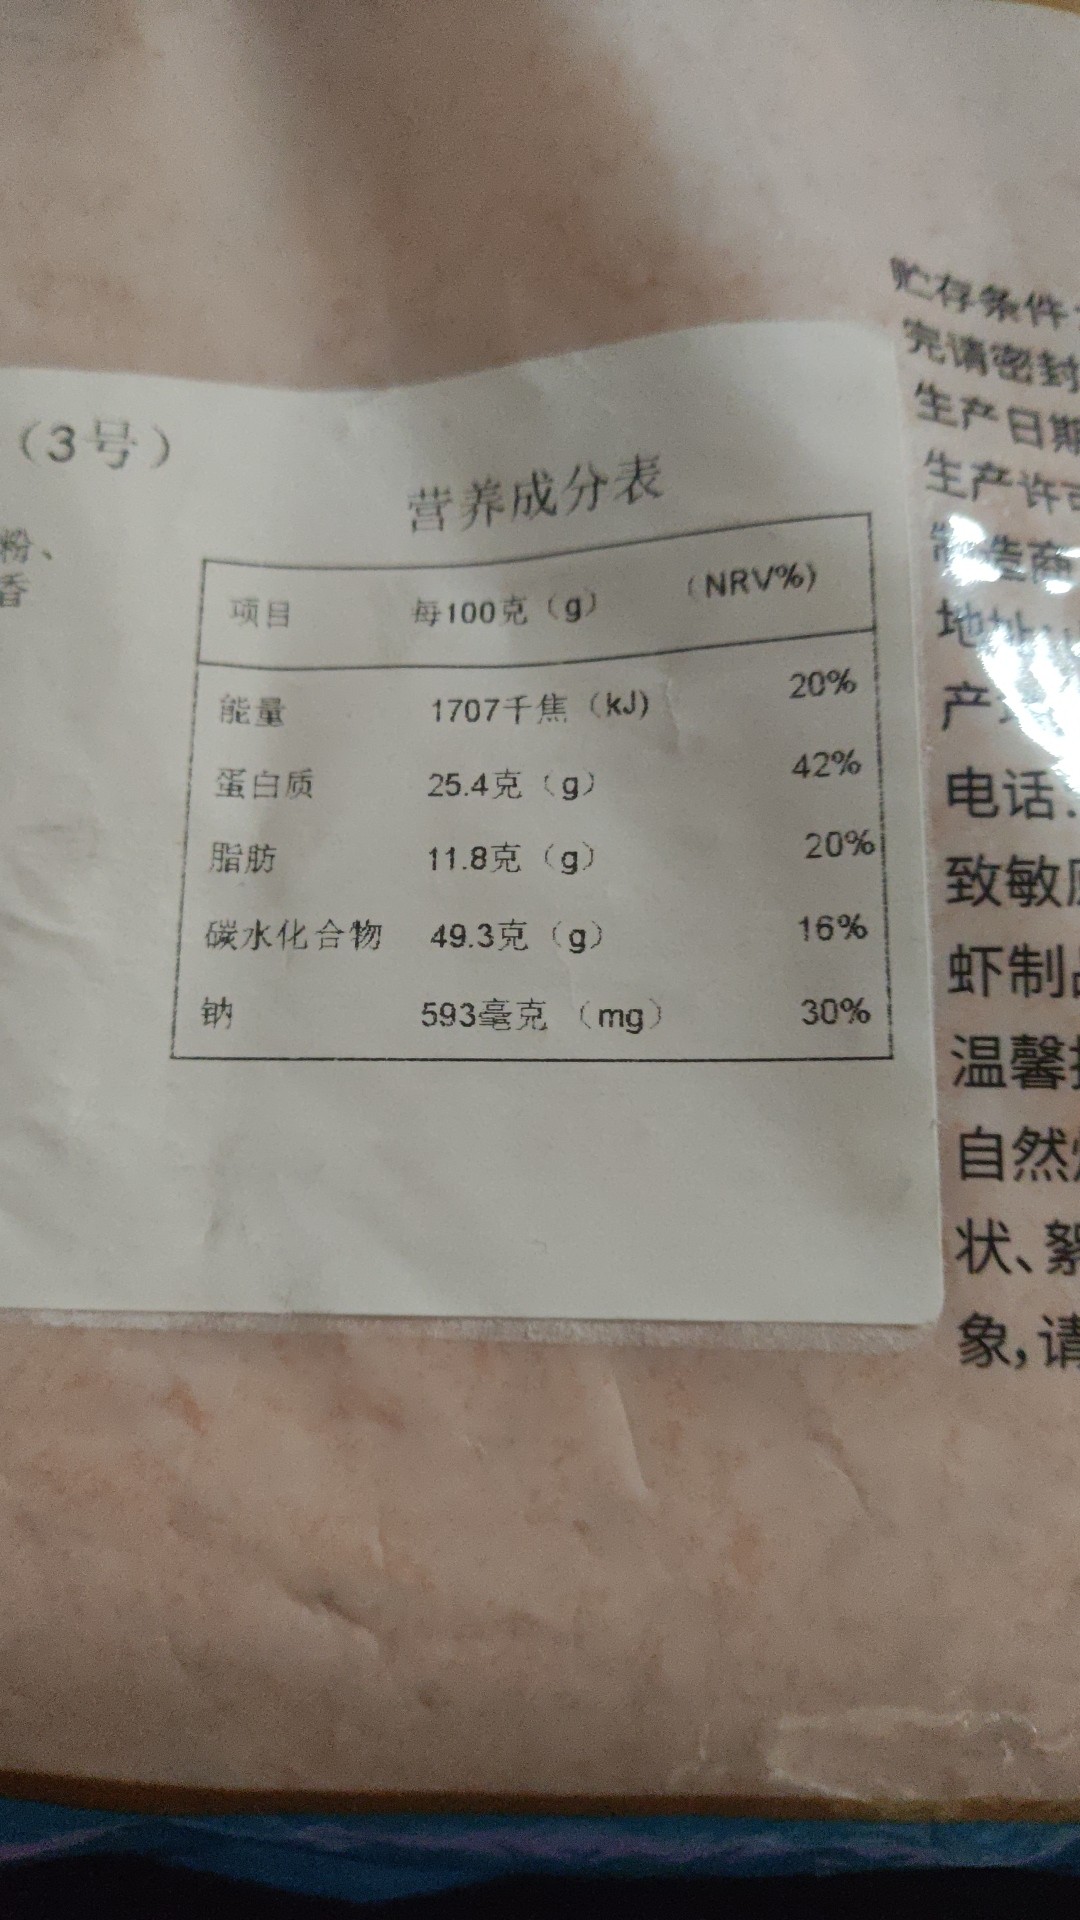 （3号）
粉、
香
营养成分表
项目 每100克（g） （NRV%）
能量 1707千焦（kJ） 20%
蛋白质 25.4克（g） 42%
脂肪 11.8克（g） 20%
碳水化合物 49.3克（g） 16%
钠 593毫克（mg） 30%
贮存条件
完请密封
生产日期
生产许可
制造商
地址
产
电话
致敏
虾制
温馨
自然
状、絮
象,请